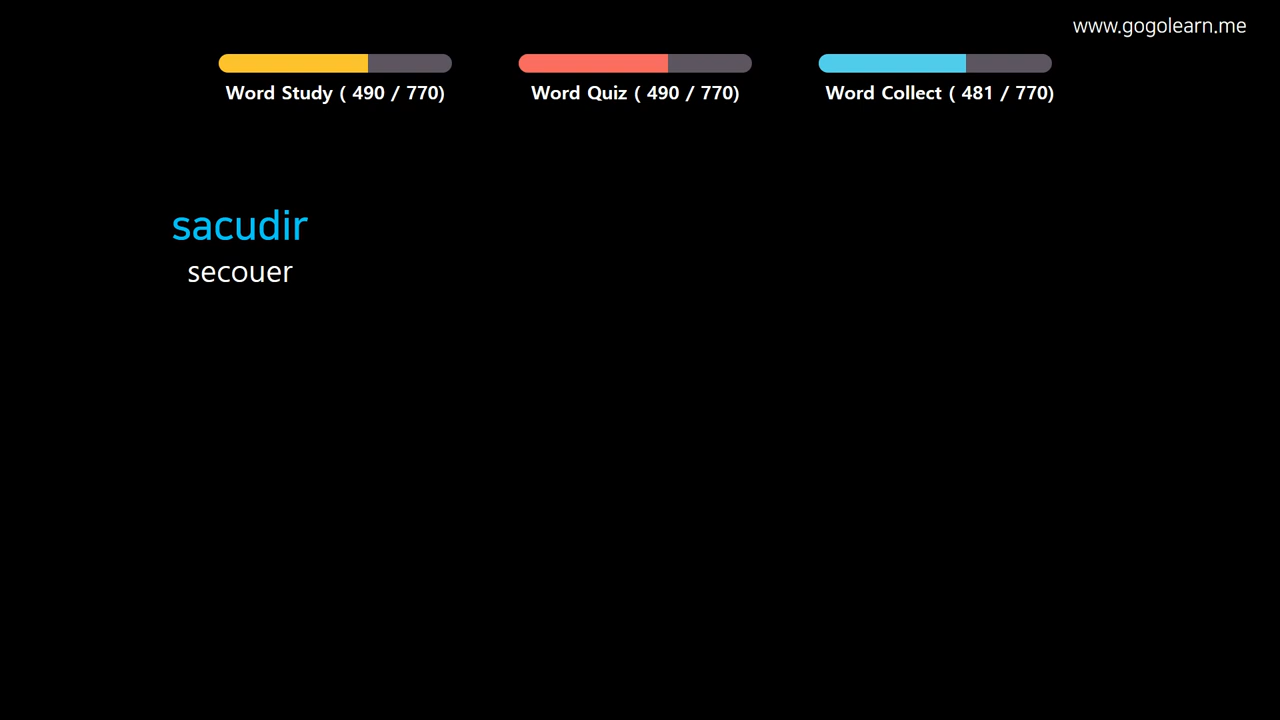 www.gogolearn.me
Word Study ( 490 / 770)
Word Quiz ( 490 / 770)
Word Collect ( 481 / 770)
sacudir
secouer